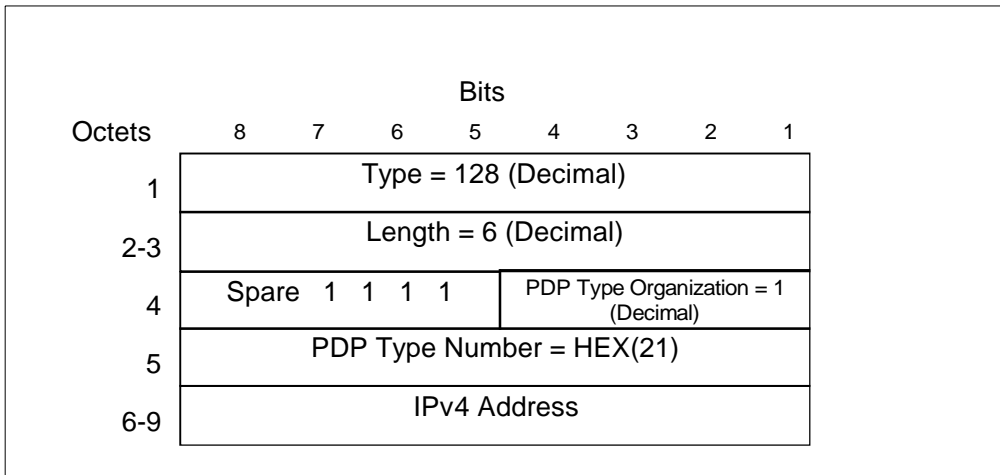 Bits
Octets 8 7 6 5 4 3 2 1
1 Type = 128 (Decimal)
2-3 Length = 6 (Decimal)
4 Spare 1 1 1 1 PDP Type Organization = 1
(Decimal)
5 PDP Type Number = HEX(21)
6-9 IPv4 Address